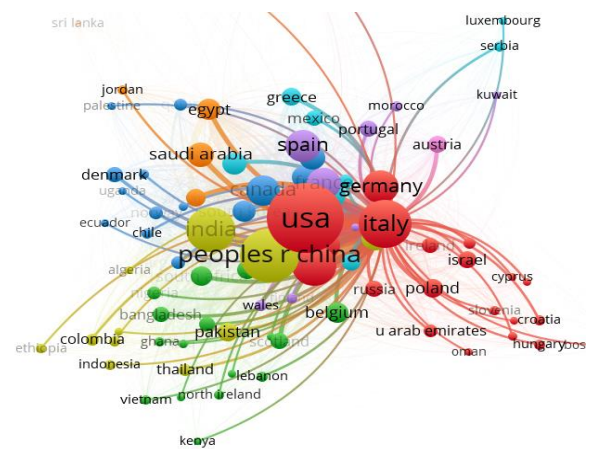 sri lanka
luxembourg
serbia
jordan
palestine
egypt
greece
mexico
morocco
kuwait
portugal
spain
austria
saudi arabia
denmark
uganda
canada
france
germany
ecuador
chile
india
usa
italy
peoples r china
ireland
israel
algeria
russia
poland
cyprus
nigeria
wales
bangladesh
belgium
slovenia
croatia
colombia
pakistan
scotland
u arab emirates
ethiopia
ghana
oman
hungary
bos
indonesia
thailand
lebanon
vietnam
north ireland
kenya